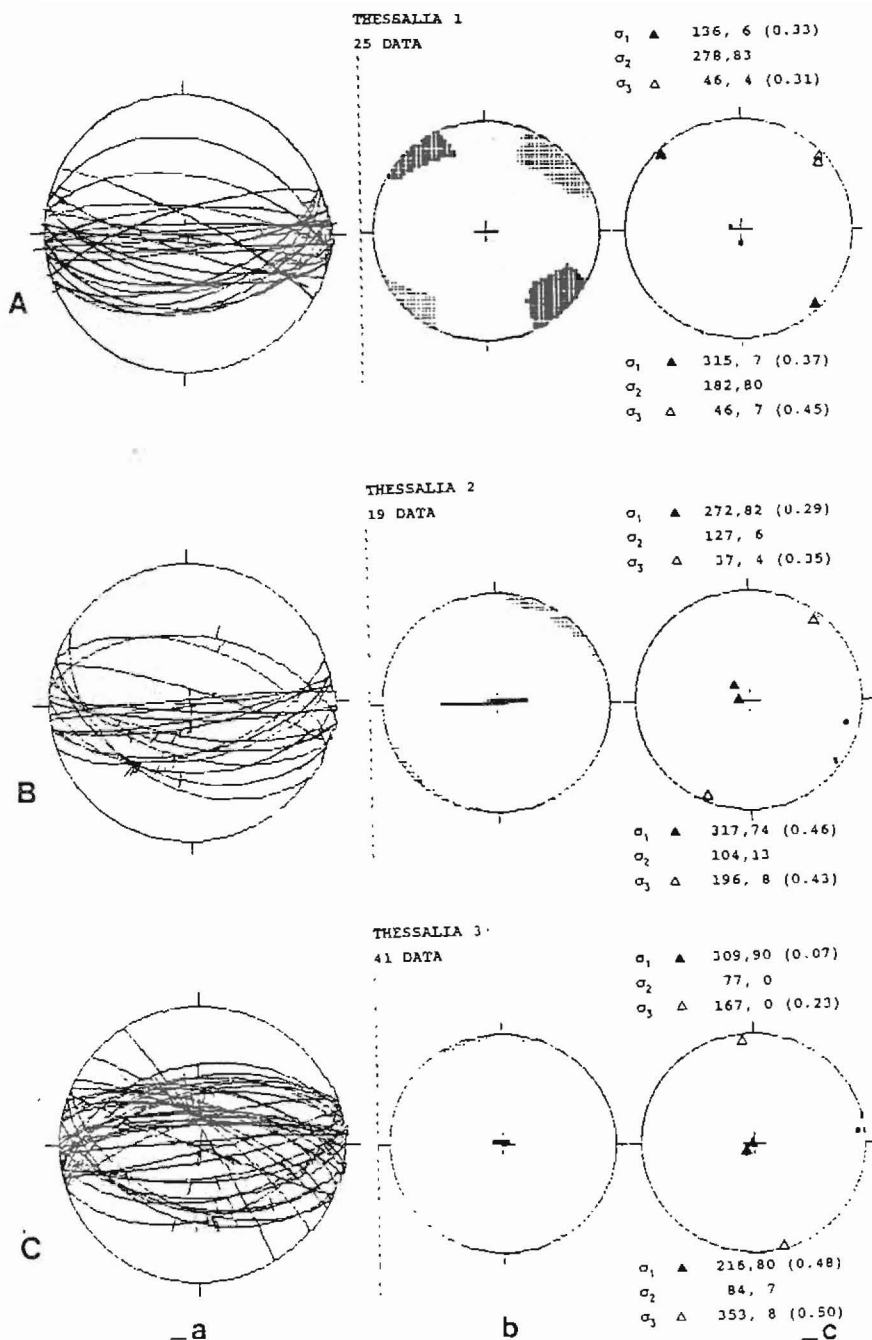 THESSALIA 1
25 DATA
σ1 ▲ 136, 6 (0.33)
σ2 278,83
σ3 △ 46, 4 (0.31)
A
σ1 ▲ 315, 7 (0.37)
σ2 182,80
σ3 △ 46, 7 (0.45)
THESSALIA 2
19 DATA
σ1 ▲ 272,82 (0.29)
σ2 127, 6
σ3 △ 37, 4 (0.35)
B
σ1 ▲ 317,74 (0.46)
σ2 104,13
σ3 △ 196, 8 (0.43)
THESSALIA 3
41 DATA
σ1 ▲ 309,90 (0.07)
σ2 77, 0
σ3 △ 167, 0 (0.23)
C
σ1 ▲ 216,80 (0.48)
σ2 84, 7
σ3 △ 353, 8 (0.50)
_a b _c